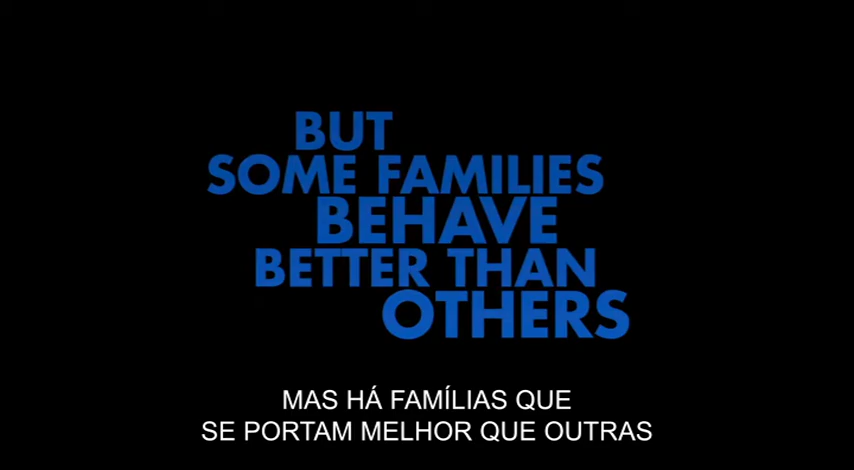 BUT
SOME FAMILIES
BEHAVE
BETTER THAN
OTHERS
MAS HÁ FAMÍLIAS QUE
SE PORTAM MELHOR QUE OUTRAS